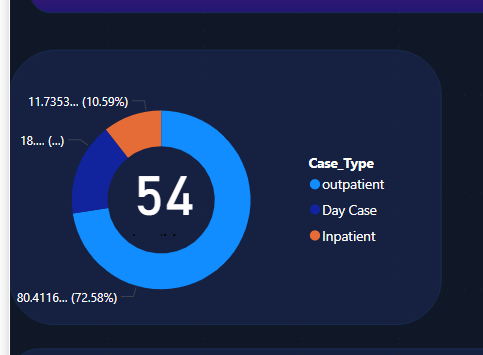 11.7353... (10.59%)
18.... (...)
54
80.4116... (72.58%)
Case_Type
outpatient
Day Case
Inpatient